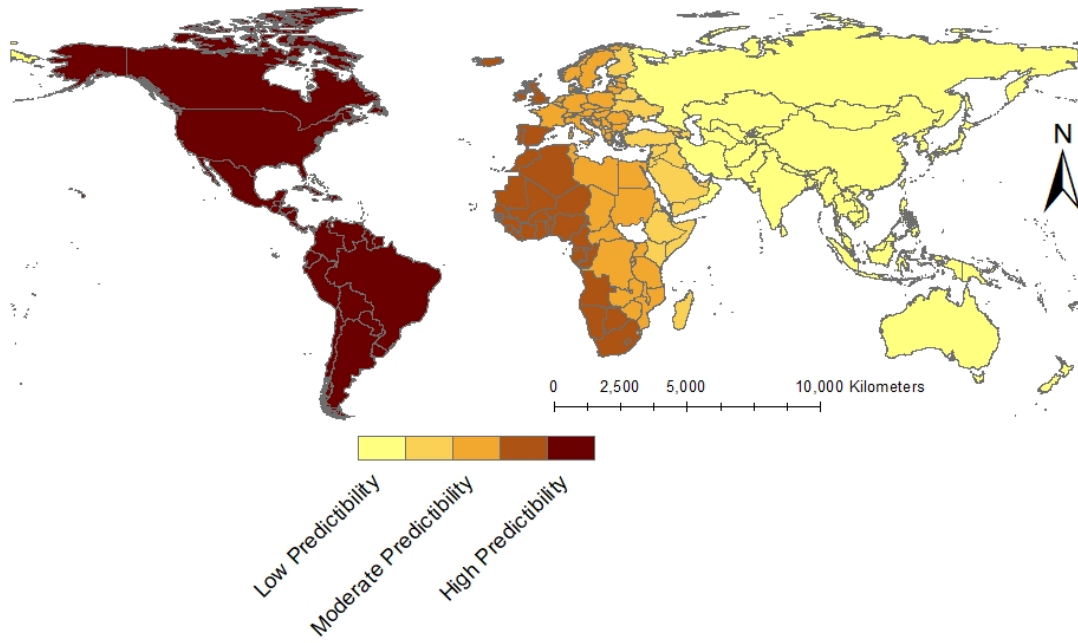 N
0 2,500 5,000 10,000 Kilometers
Low Predictibility
Moderate Predictibility
High Predictibility